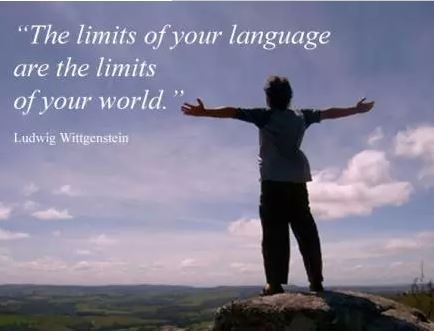 “The limits of your language
are the limits
of your world.”
Ludwig Wittgenstein